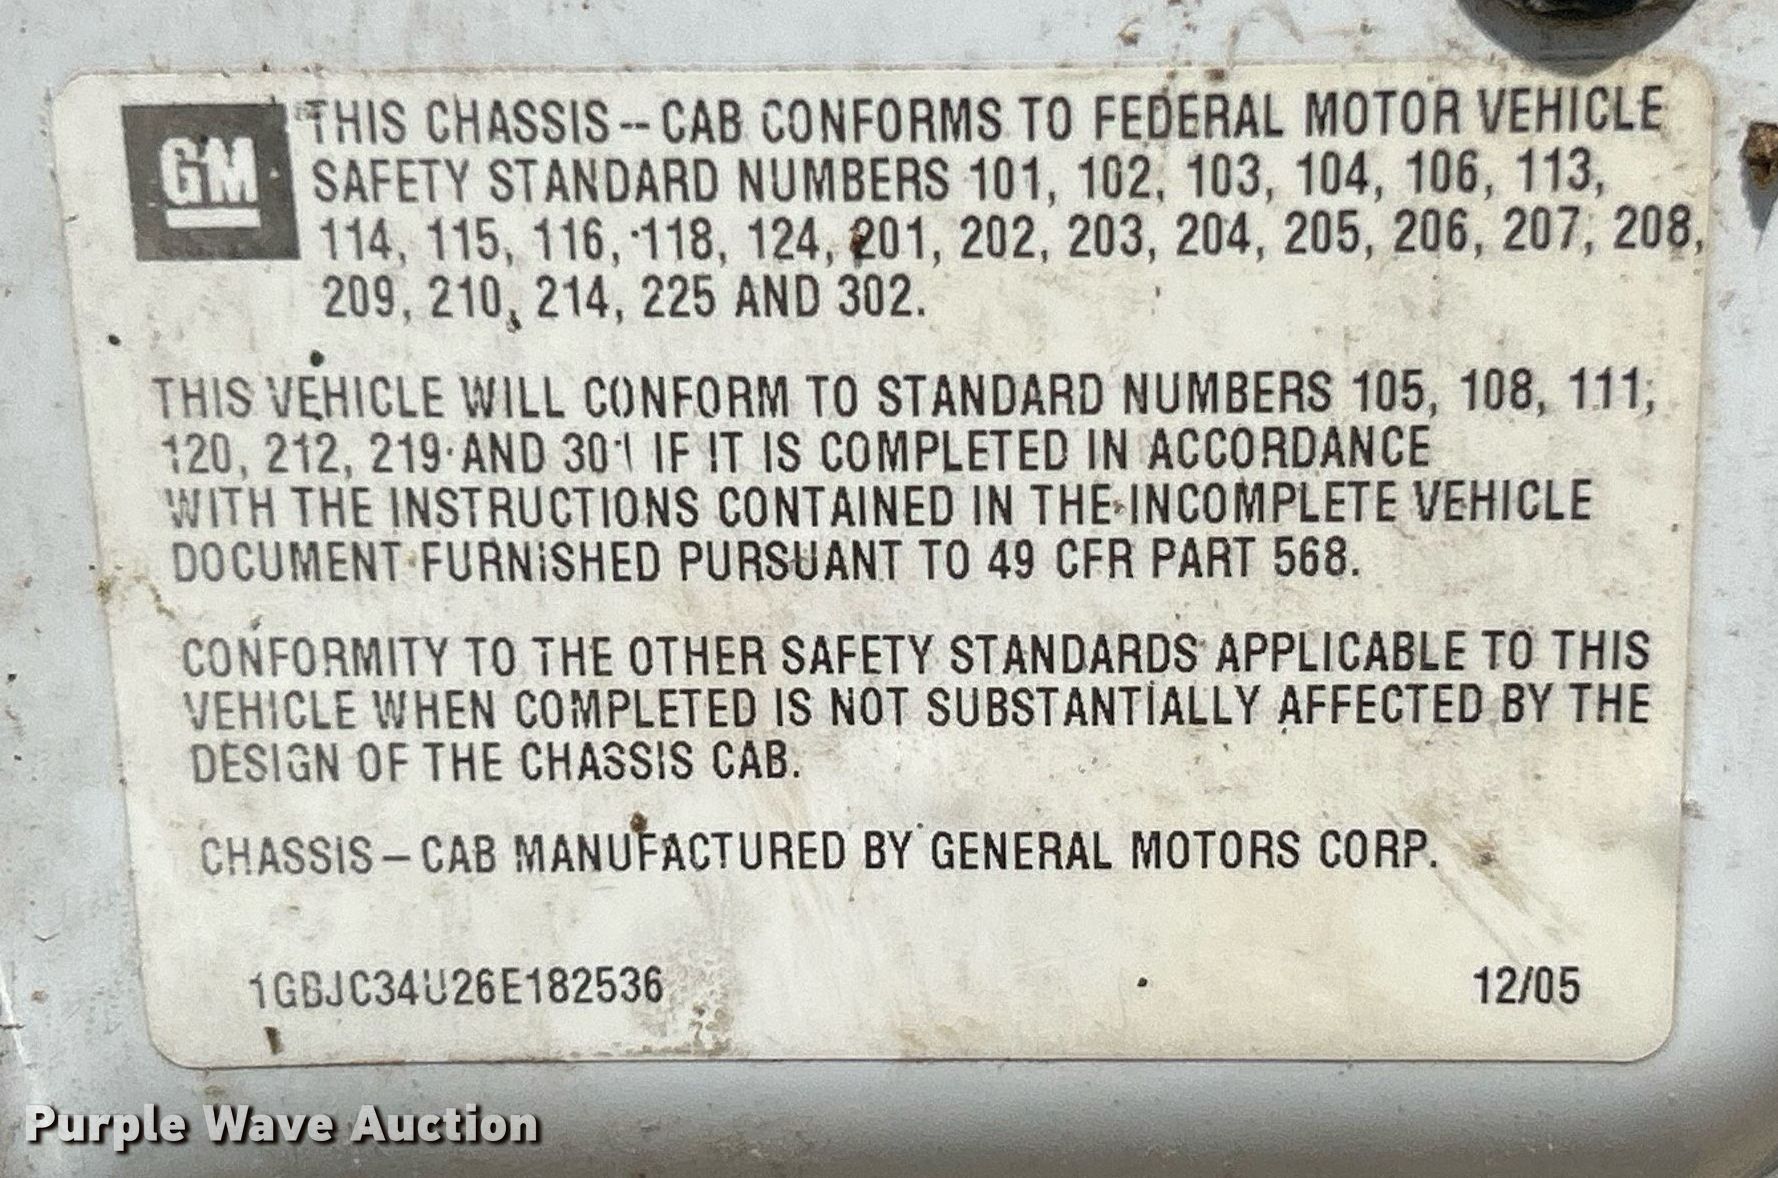 GM
THIS CHASSIS -- CAB CONFORMS TO FEDERAL MOTOR VEHICLE
SAFETY STANDARD NUMBERS 101, 102, 103, 104, 106, 113,
114, 115, 116, 118, 124, 201, 202, 203, 204, 205, 206, 207, 208,
209, 210, 214, 225 AND 302.
THIS VEHICLE WILL CONFORM TO STANDARD NUMBERS 105, 108, 111,
120, 212, 219 AND 301 IF IT IS COMPLETED IN ACCORDANCE
WITH THE INSTRUCTIONS CONTAINED IN THE INCOMPLETE VEHICLE
DOCUMENT FURNISHED PURSUANT TO 49 CFR PART 568.
CONFORMITY TO THE OTHER SAFETY STANDARDS APPLICABLE TO THIS
VEHICLE WHEN COMPLETED IS NOT SUBSTANTIALLY AFFECTED BY THE
DESIGN OF THE CHASSIS CAB.
CHASSIS – CAB MANUFACTURED BY GENERAL MOTORS CORP.
1GBJC34U26E182536 12/05
Purple Wave Auction